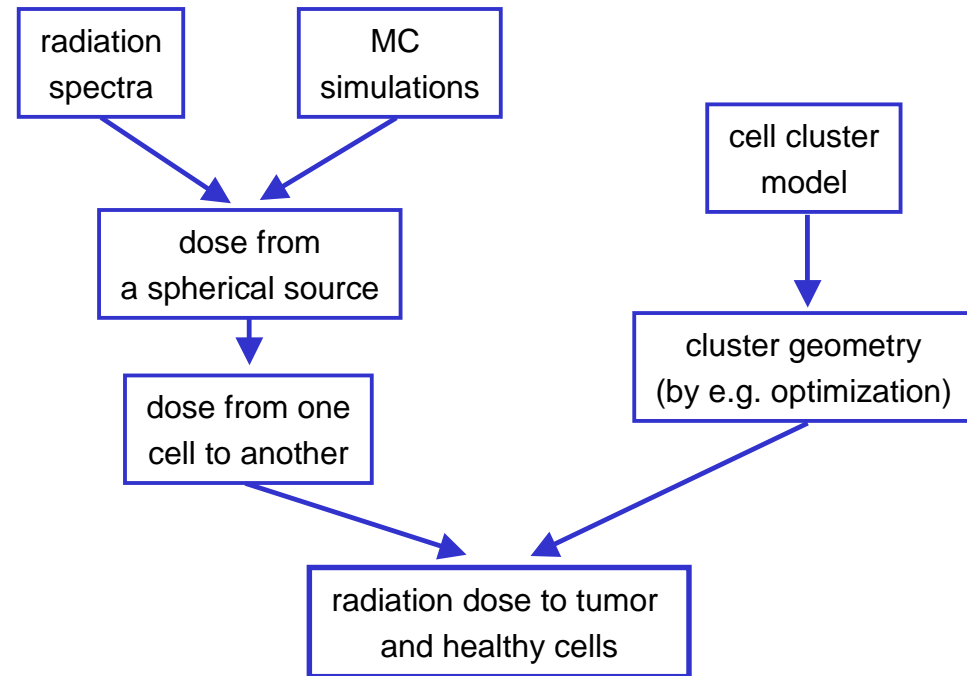 radiation
spectra
MC
simulations
cell cluster
model
dose from
a spherical source
cluster geometry
(by e.g. optimization)
dose from one
cell to another
radiation dose to tumor
and healthy cells